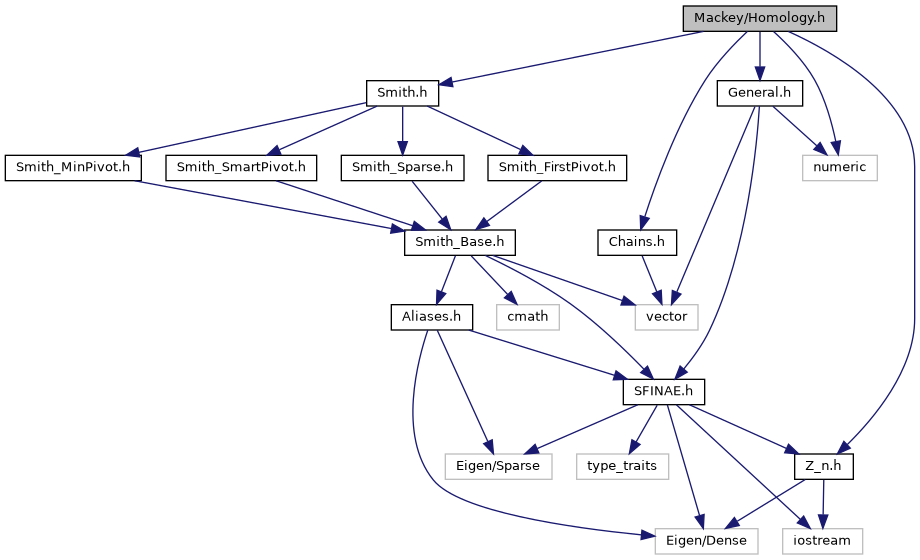 Mackey/Homology.h
Smith.h
General.h
Smith_MinPivot.h
Smith_SmartPivot.h
Smith_Sparse.h
Smith_FirstPivot.h
numeric
Smith_Base.h
Chains.h
Aliases.h
cmath
vector
SFINAE.h
Eigen/Sparse
type_traits
Z_n.h
Eigen/Dense
iostream